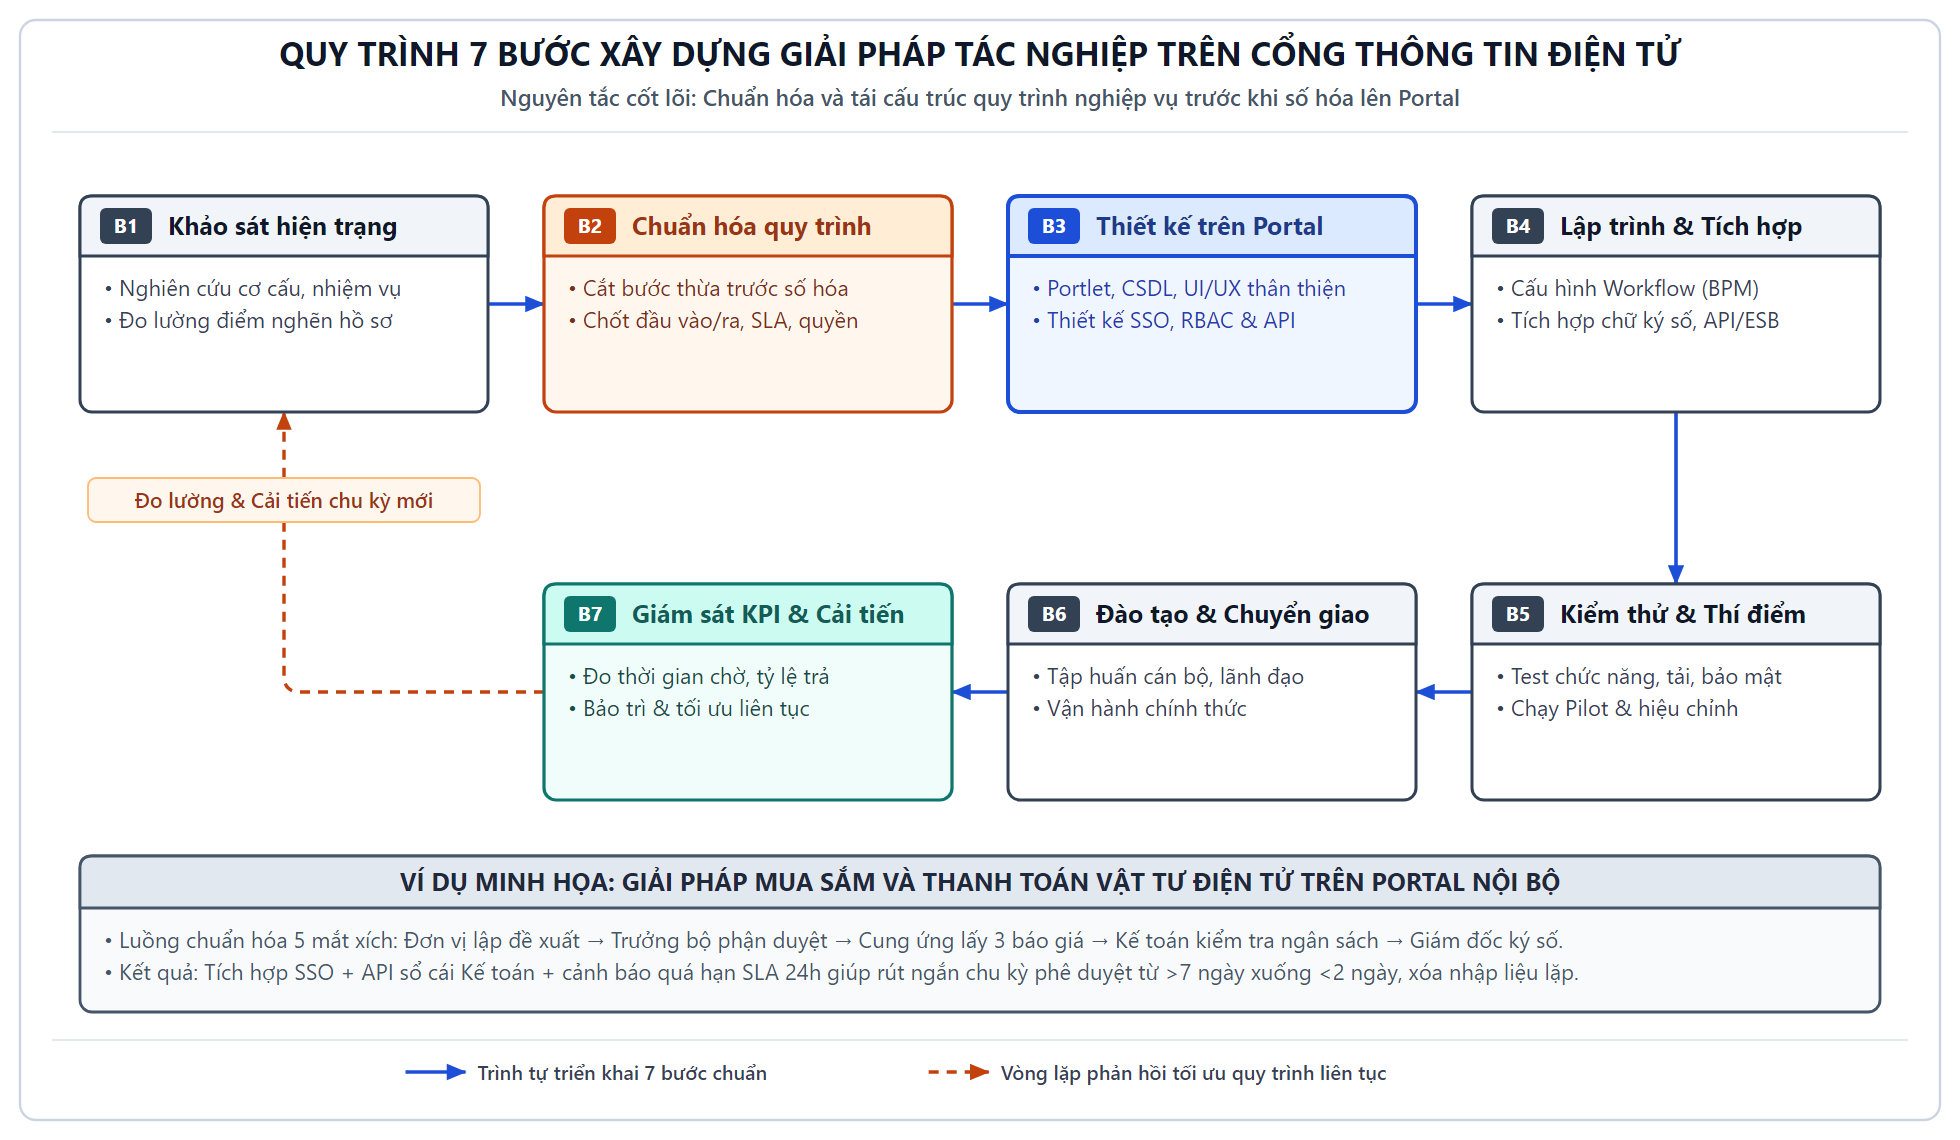 QUY TRÌNH 7 BƯỚC XÂY DỰNG GIẢI PHÁP TÁC NGHIỆP TRÊN CỔNG THÔNG TIN ĐIỆN TỬ
Nguyên tắc cốt lõi: Chuẩn hóa và tái cấu trúc quy trình nghiệp vụ trước khi số hóa lên Portal
B1 Khảo sát hiện trạng
• Nghiên cứu cơ cấu, nhiệm vụ
• Đo lường điểm nghẽn hồ sơ
B2 Chuẩn hóa quy trình
• Cắt bước thừa trước số hóa
• Chốt đầu vào/ra, SLA, quyền
B3 Thiết kế trên Portal
• Portlet, CSDL, UI/UX thân thiện
• Thiết kế SSO, RBAC & API
B4 Lập trình & Tích hợp
• Cấu hình Workflow (BPM)
• Tích hợp chữ ký số, API/ESB
Đo lường & Cải tiến chu kỳ mới
B7 Giám sát KPI & Cải tiến
• Đo thời gian chờ, tỷ lệ trả
• Bảo trì & tối ưu liên tục
B6 Đào tạo & Chuyển giao
• Tập huấn cán bộ, lãnh đạo
• Vận hành chính thức
B5 Kiểm thử & Thí điểm
• Test chức năng, tải, bảo mật
• Chạy Pilot & hiệu chỉnh
VÍ DỤ MINH HỌA: GIẢI PHÁP MUA SẮM VÀ THANH TOÁN VẬT TƯ ĐIỆN TỬ TRÊN PORTAL NỘI BỘ
• Luồng chuẩn hóa 5 mắt xích: Đơn vị lập đề xuất → Trưởng bộ phận duyệt → Cung ứng lấy 3 báo giá → Kế toán kiểm tra ngân sách → Giám đốc ký số.
• Kết quả: Tích hợp SSO + API sổ cái Kế toán + cảnh báo quá hạn SLA 24h giúp rút ngắn chu kỳ phê duyệt từ >7 ngày xuống <2 ngày, xóa nhập liệu lặp.
Trình tự triển khai 7 bước chuẩn
Vòng lặp phản hồi tối ưu quy trình liên tục